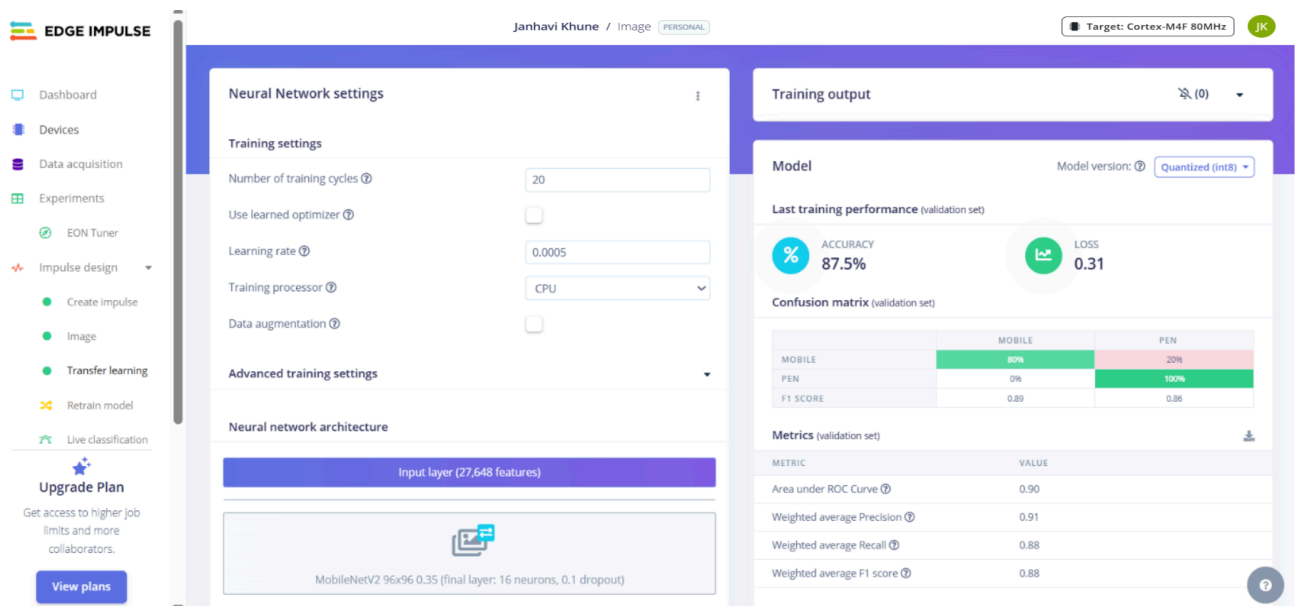 EDGE IMPULSE
Janhavi Khune / Image PERSONAL
Target: Cortex-M4F 80MHz
JK
Dashboard
Devices
Data acquisition
Experiments
EON Tuner
Impulse design
Create impulse
Image
Transfer learning
Retrain model
Live classification
Upgrade Plan
Get access to higher job
limits and more
collaborators.
View plans
Neural Network settings
Training settings
Number of training cycles ?
20
Use learned optimizer ?
Learning rate ?
0.0005
Training processor ?
CPU
Data augmentation ?
Advanced training settings
Neural network architecture
Input layer (27,648 features)
MobileNetV2 96x96 0.35 (final layer: 16 neurons, 0.1 dropout)
Training output
(0)
Model
Model version: ? Quantized (int8)
Last training performance (validation set)
% ACCURACY
87.5%
LOSS
0.31
Confusion matrix (validation set)
MOBILE PEN
MOBILE 80% 20%
PEN 0% 100%
F1 SCORE 0.89 0.86
Metrics (validation set)
METRIC VALUE
Area under ROC Curve ? 0.90
Weighted average Precision ? 0.91
Weighted average Recall ? 0.88
Weighted average F1 score ? 0.88
?